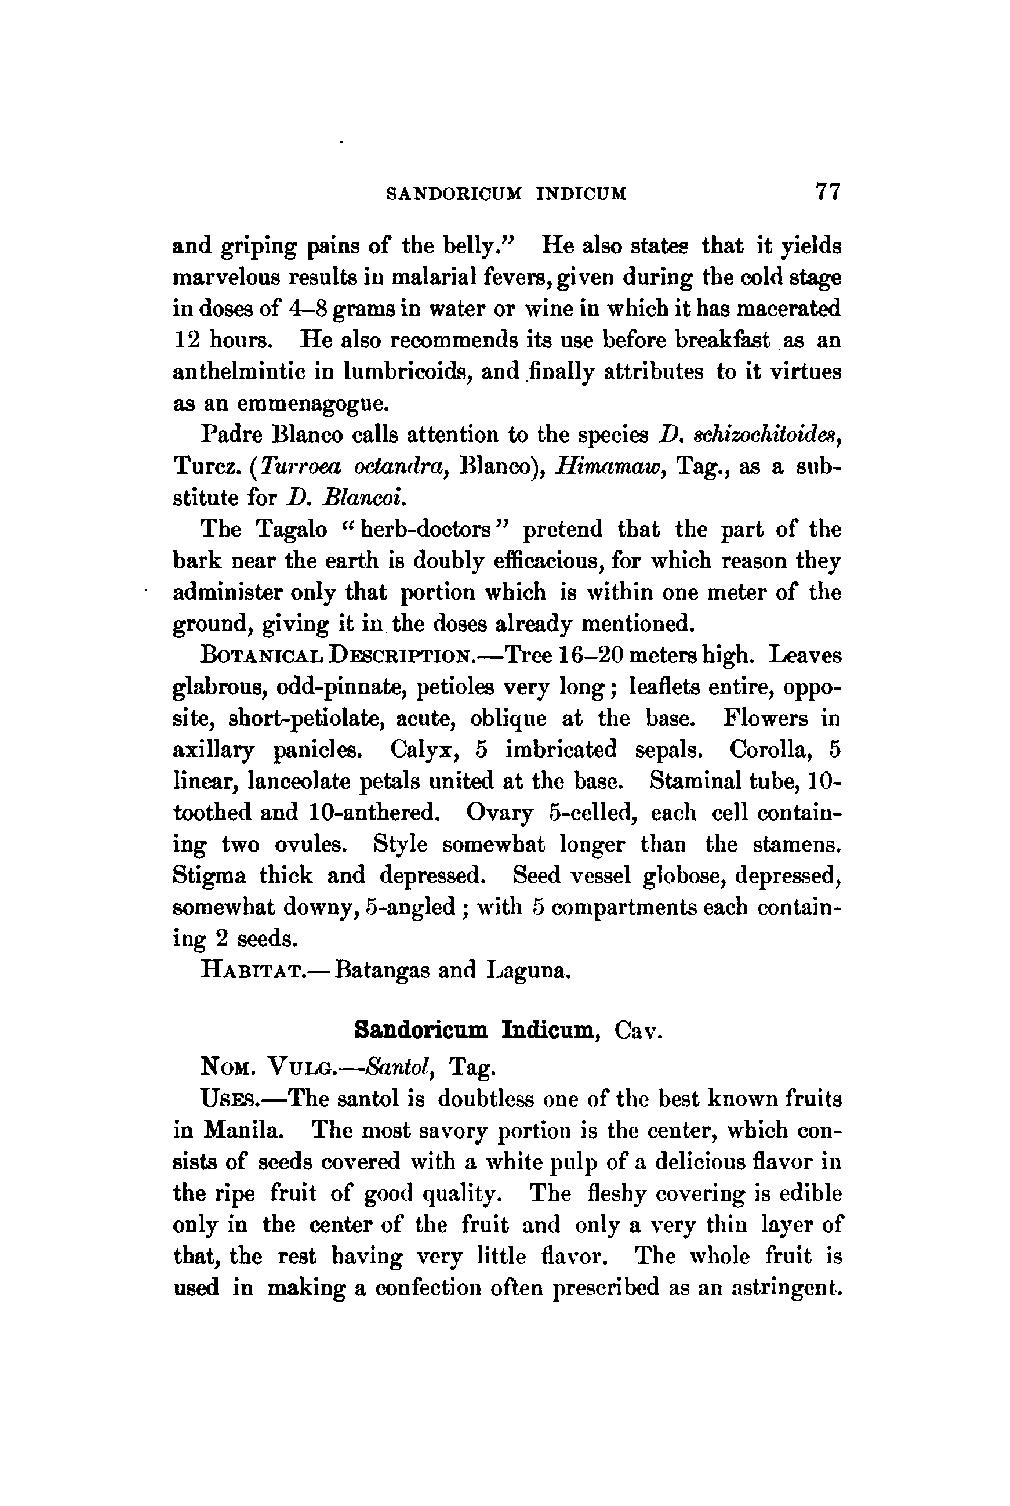 SANDORICUM INDICUM 77
and griping pains of the belly.” He also states that it yields
marvelous results in malarial fevers, given during the cold stage
in doses of 4–8 grams in water or wine in which it has macerated
12 hours. He also recommends its use before breakfast as an
anthelmintic in lumbricoids, and finally attributes to it virtues
as an emmenagogue.
Padre Blanco calls attention to the species D. schizochitoides,
Turcz. (Turroea octandra, Blanco), Himamaw, Tag., as a sub-
stitute for D. Blancoi.
The Tagalo “herb-doctors” pretend that the part of the
bark near the earth is doubly efficacious, for which reason they
administer only that portion which is within one meter of the
ground, giving it in the doses already mentioned.
BOTANICAL DESCRIPTION.—Tree 16–20 meters high. Leaves
glabrous, odd-pinnate, petioles very long; leaflets entire, oppo-
site, short-petiolate, acute, oblique at the base. Flowers in
axillary panicles. Calyx, 5 imbricated sepals. Corolla, 5
linear, lanceolate petals united at the base. Staminal tube, 10-
toothed and 10-anthered. Ovary 5-celled, each cell contain-
ing two ovules. Style somewhat longer than the stamens.
Stigma thick and depressed. Seed vessel globose, depressed,
somewhat downy, 5-angled; with 5 compartments each contain-
ing 2 seeds.
HABITAT.—Batangas and Laguna.
Sandoricum Indicum, Cav.
NOM. VULG.—Santol, Tag.
USES.—The santol is doubtless one of the best known fruits
in Manila. The most savory portion is the center, which con-
sists of seeds covered with a white pulp of a delicious flavor in
the ripe fruit of good quality. The fleshy covering is edible
only in the center of the fruit and only a very thin layer of
that, the rest having very little flavor. The whole fruit is
used in making a confection often prescribed as an astringent.